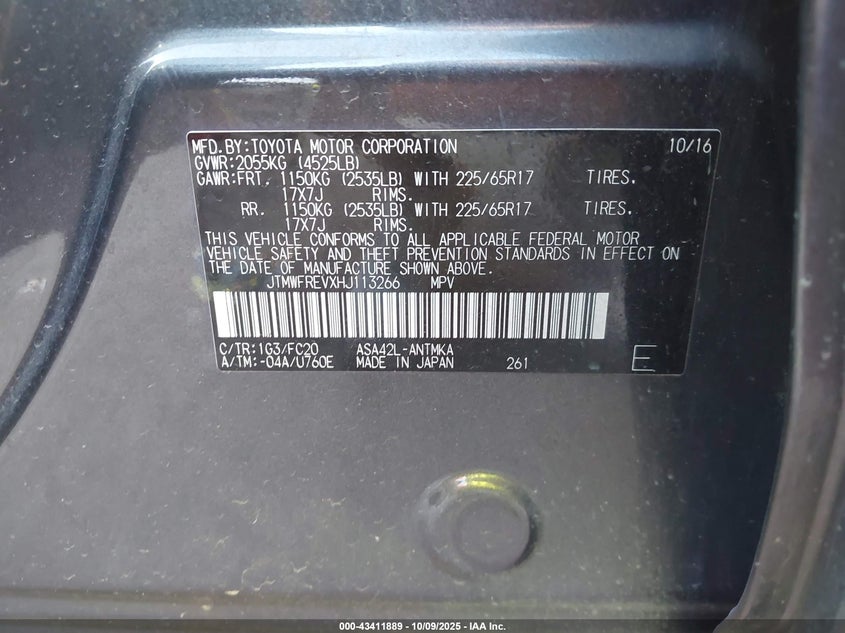 MFD.BY:TOYOTA MOTOR CORPORATION 10/16
GVWR:2055KG (4525LB)
GAWR:FRT. 1150KG (2535LB) WITH 225/65R17 TIRES,
17X7J RIMS.
RR. 1150KG (2535LB) WITH 225/65R17 TIRES,
17X7J RIMS.
THIS VEHICLE CONFORMS TO ALL APPLICABLE FEDERAL MOTOR
VEHICLE SAFETY AND THEFT PREVENTION STANDARDS IN EFFECT ON
THE DATE OF MANUFACTURE SHOWN ABOVE.
JTMWFREVXHJ113266 MPV
C/TR:1G3/FC20 ASA42L-ANTMKA
A/TM:-04A/U760E MADE IN JAPAN 261 E
000-43411889 - 10/09/2025 - IAA Inc.